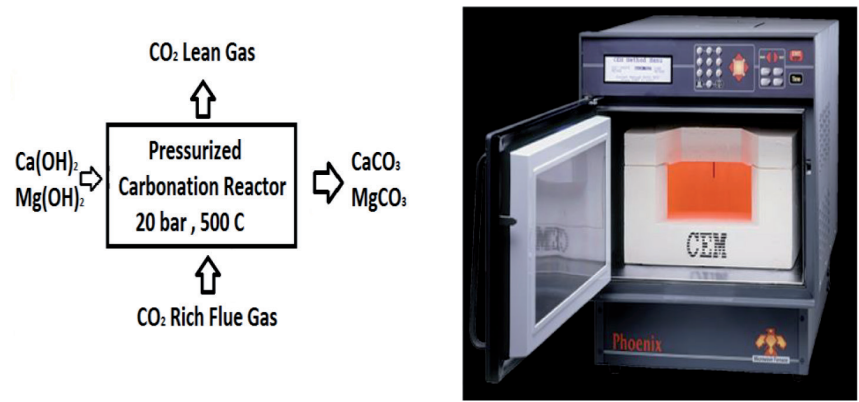 CO₂ Lean Gas
Ca(OH)₂
Mg(OH)₂
Pressurized
Carbonation Reactor
20 bar , 500 C
CaCO₃
MgCO₃
CO₂ Rich Flue Gas
CEM
Phoenix